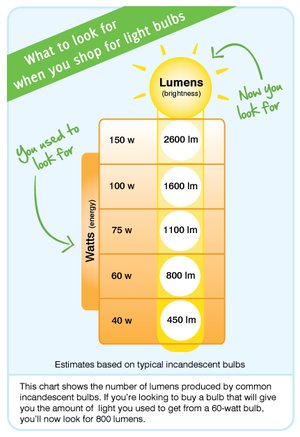 What to look for
when you shop for light bulbs
Lumens
(brightness)
You used to
look for
Now you
look for
Watts (energy)
150 w 2600 lm
100 w 1600 lm
75 w 1100 lm
60 w 800 lm
40 w 450 lm
Estimates based on typical incandescent bulbs
This chart shows the number of lumens produced by common
incandescent bulbs. If you're looking to buy a bulb that will give
you the amount of light you used to get from a 60-watt bulb,
you'll now look for 800 lumens.